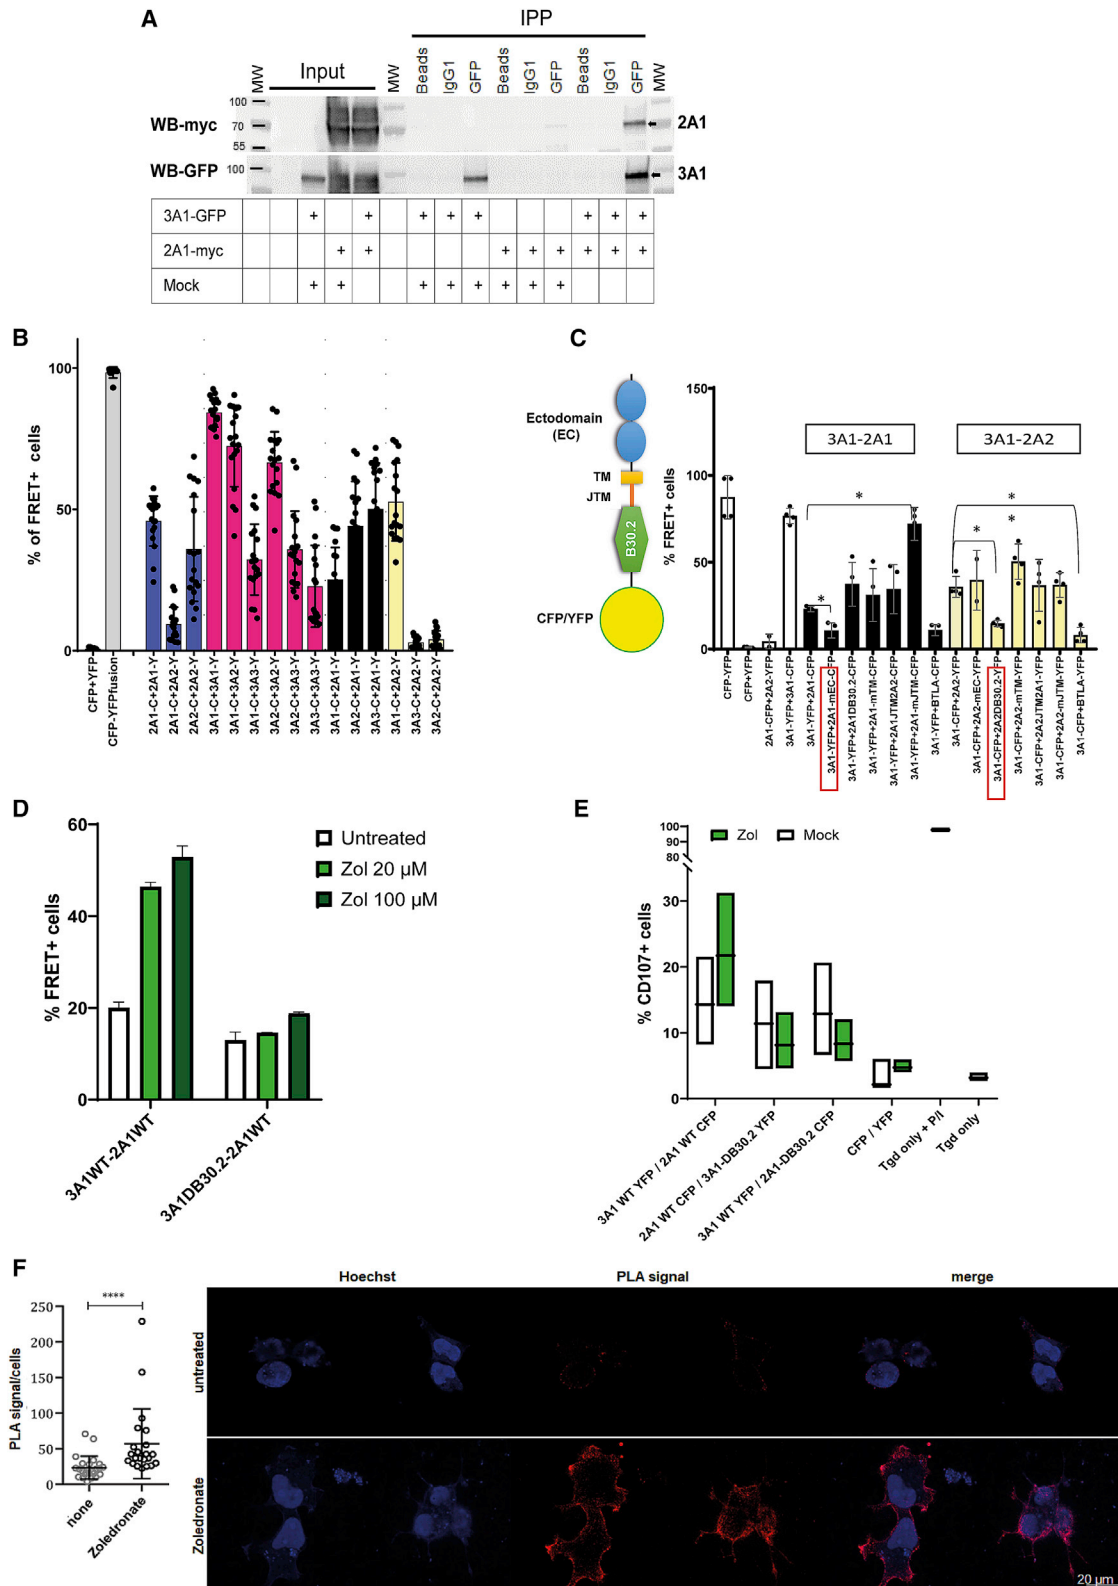 A
IPP
Input
MW
MW
Beads
IgG1
GFP
Beads
IgG1
GFP
Beads
IgG1
GFP
MW
WB-myc
100
70
55
2A1
WB-GFP
100
3A1
3A1-GFP + + + + + + + +
2A1-myc + + + + + + + +
Mock + + + + + + + +
B
% of FRET+ cells
100
50
0
CFP+YFP
CFP-YFPfusion
2A1-C+2A1-Y
2A1-C+2A2-Y
2A2-C+2A2-Y
3A1-C+3A1-Y
3A1-C+3A2-Y
3A1-C+3A3-Y
3A2-C+3A2-Y
3A2-C+3A3-Y
3A3-C+3A3-Y
3A1-C+2A1-Y
3A2-C+2A1-Y
3A3-C+2A1-Y
3A1-C+2A2-Y
3A3-C+2A2-Y
3A2-C+2A2-Y
C
Ectodomain
(EC)
TM
JTM
B30.2
CFP/YFP
% FRET+ cells
150
100
50
0
3A1-2A1
3A1-2A2
*
*
*
*
*
CFP-YFP
CFP+YFP
2A1-CFP+2A2-YFP
3A1-YFP+3A1-CFP
3A1-YFP+2A1-CFP
3A1-YFP+2A1-mEC-CFP
3A1-YFP+2A1DB30.2-CFP
3A1-YFP+2A1-mTM-CFP
3A1-YFP+2A1JTM2A2-CFP
3A1-YFP+2A1-mJTM-CFP
3A1-YFP+BTLA-CFP
3A1-CFP+2A2-YFP
3A1-CFP+2A2-mEC-YFP
3A1-CFP+2A2DB30.2-YFP
3A1-CFP+2A2-mTM-YFP
3A1-CFP+2A2JTM2A1-YFP
3A1-CFP+2A2-mJTM-YFP
3A1-CFP+BTLA-YFP
D
% FRET+ cells
60
40
20
0
Untreated
Zol 20 µM
Zol 100 µM
3A1WT-2A1WT
3A1DB30.2-2A1WT
E
% CD107+ cells
100
90
80
30
20
10
0
Zol
Mock
3A1 WT YFP / 2A1 WT CFP
2A1 WT CFP / 3A1-DB30.2 YFP
3A1 WT YFP / 2A1-DB30.2 CFP
CFP / YFP
Tgd only + P/I
Tgd only
F
PLA signal/cells
250
200
150
100
50
0
****
none
Zoledronate
Hoechst
PLA signal
merge
untreated
Zoledronate
20 µm